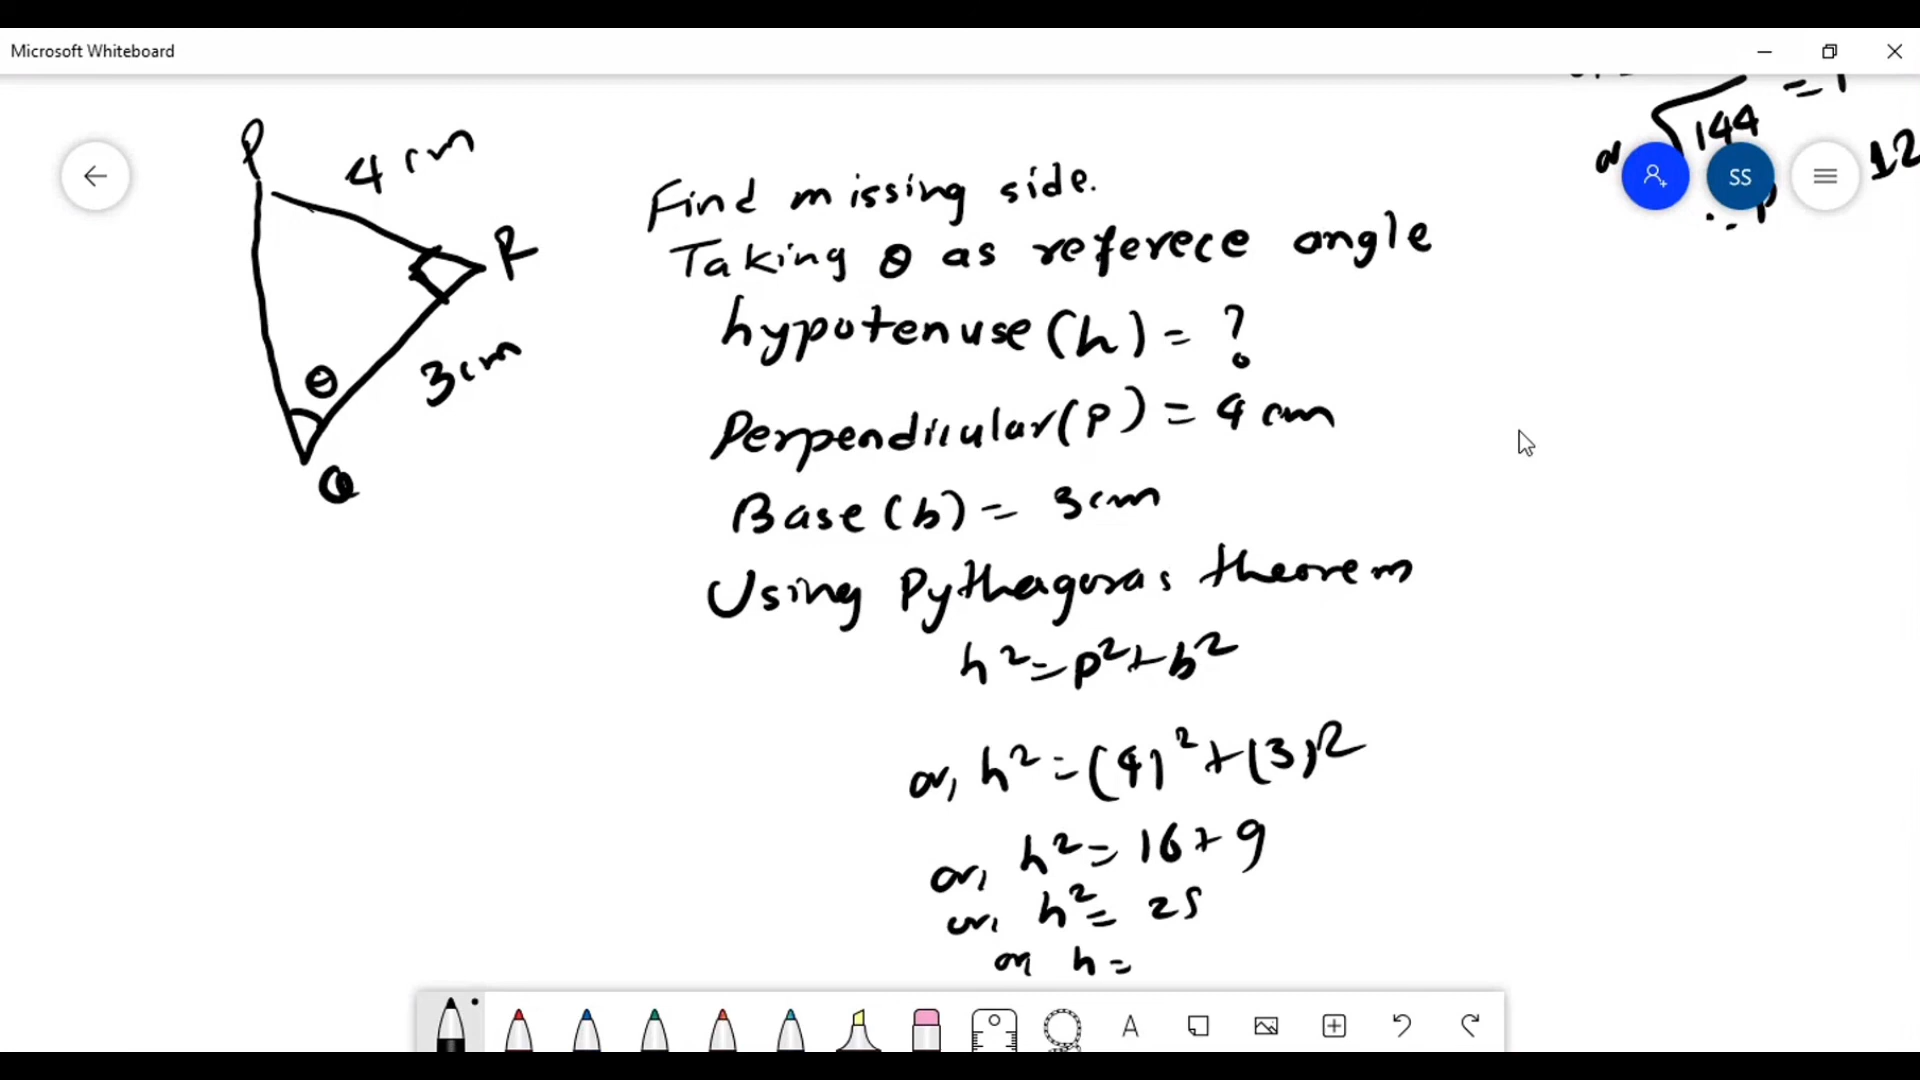 Microsoft Whiteboard
√144 =
or 12
SS
P
4 cm
R
3cm
θ
Q
Find missing side.
Taking θ as referece angle
hypotenuse (h) = ?
Perpendicular (P) = 4 cm
Base (b) = 3cm
Using Pythagoras theorem
h²=p²+b²
or, h² = (4)²+(3)²
or, h² = 16+9
or, h² = 25
or h =
A